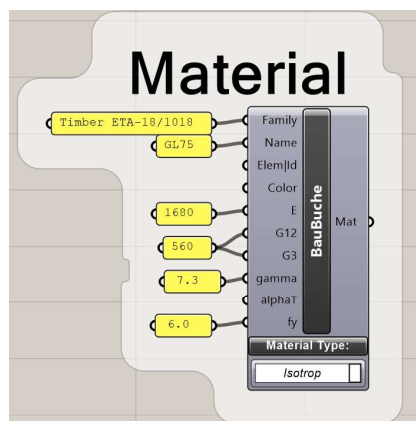 Material
Timber ETA-18/1018
GL75
1680
560
7.3
6.0
Family
Name
Elem|Id
Color
E
G12
G3
gamma
alphaT
fy
BauBuche
Mat
Material Type:
Isotrop